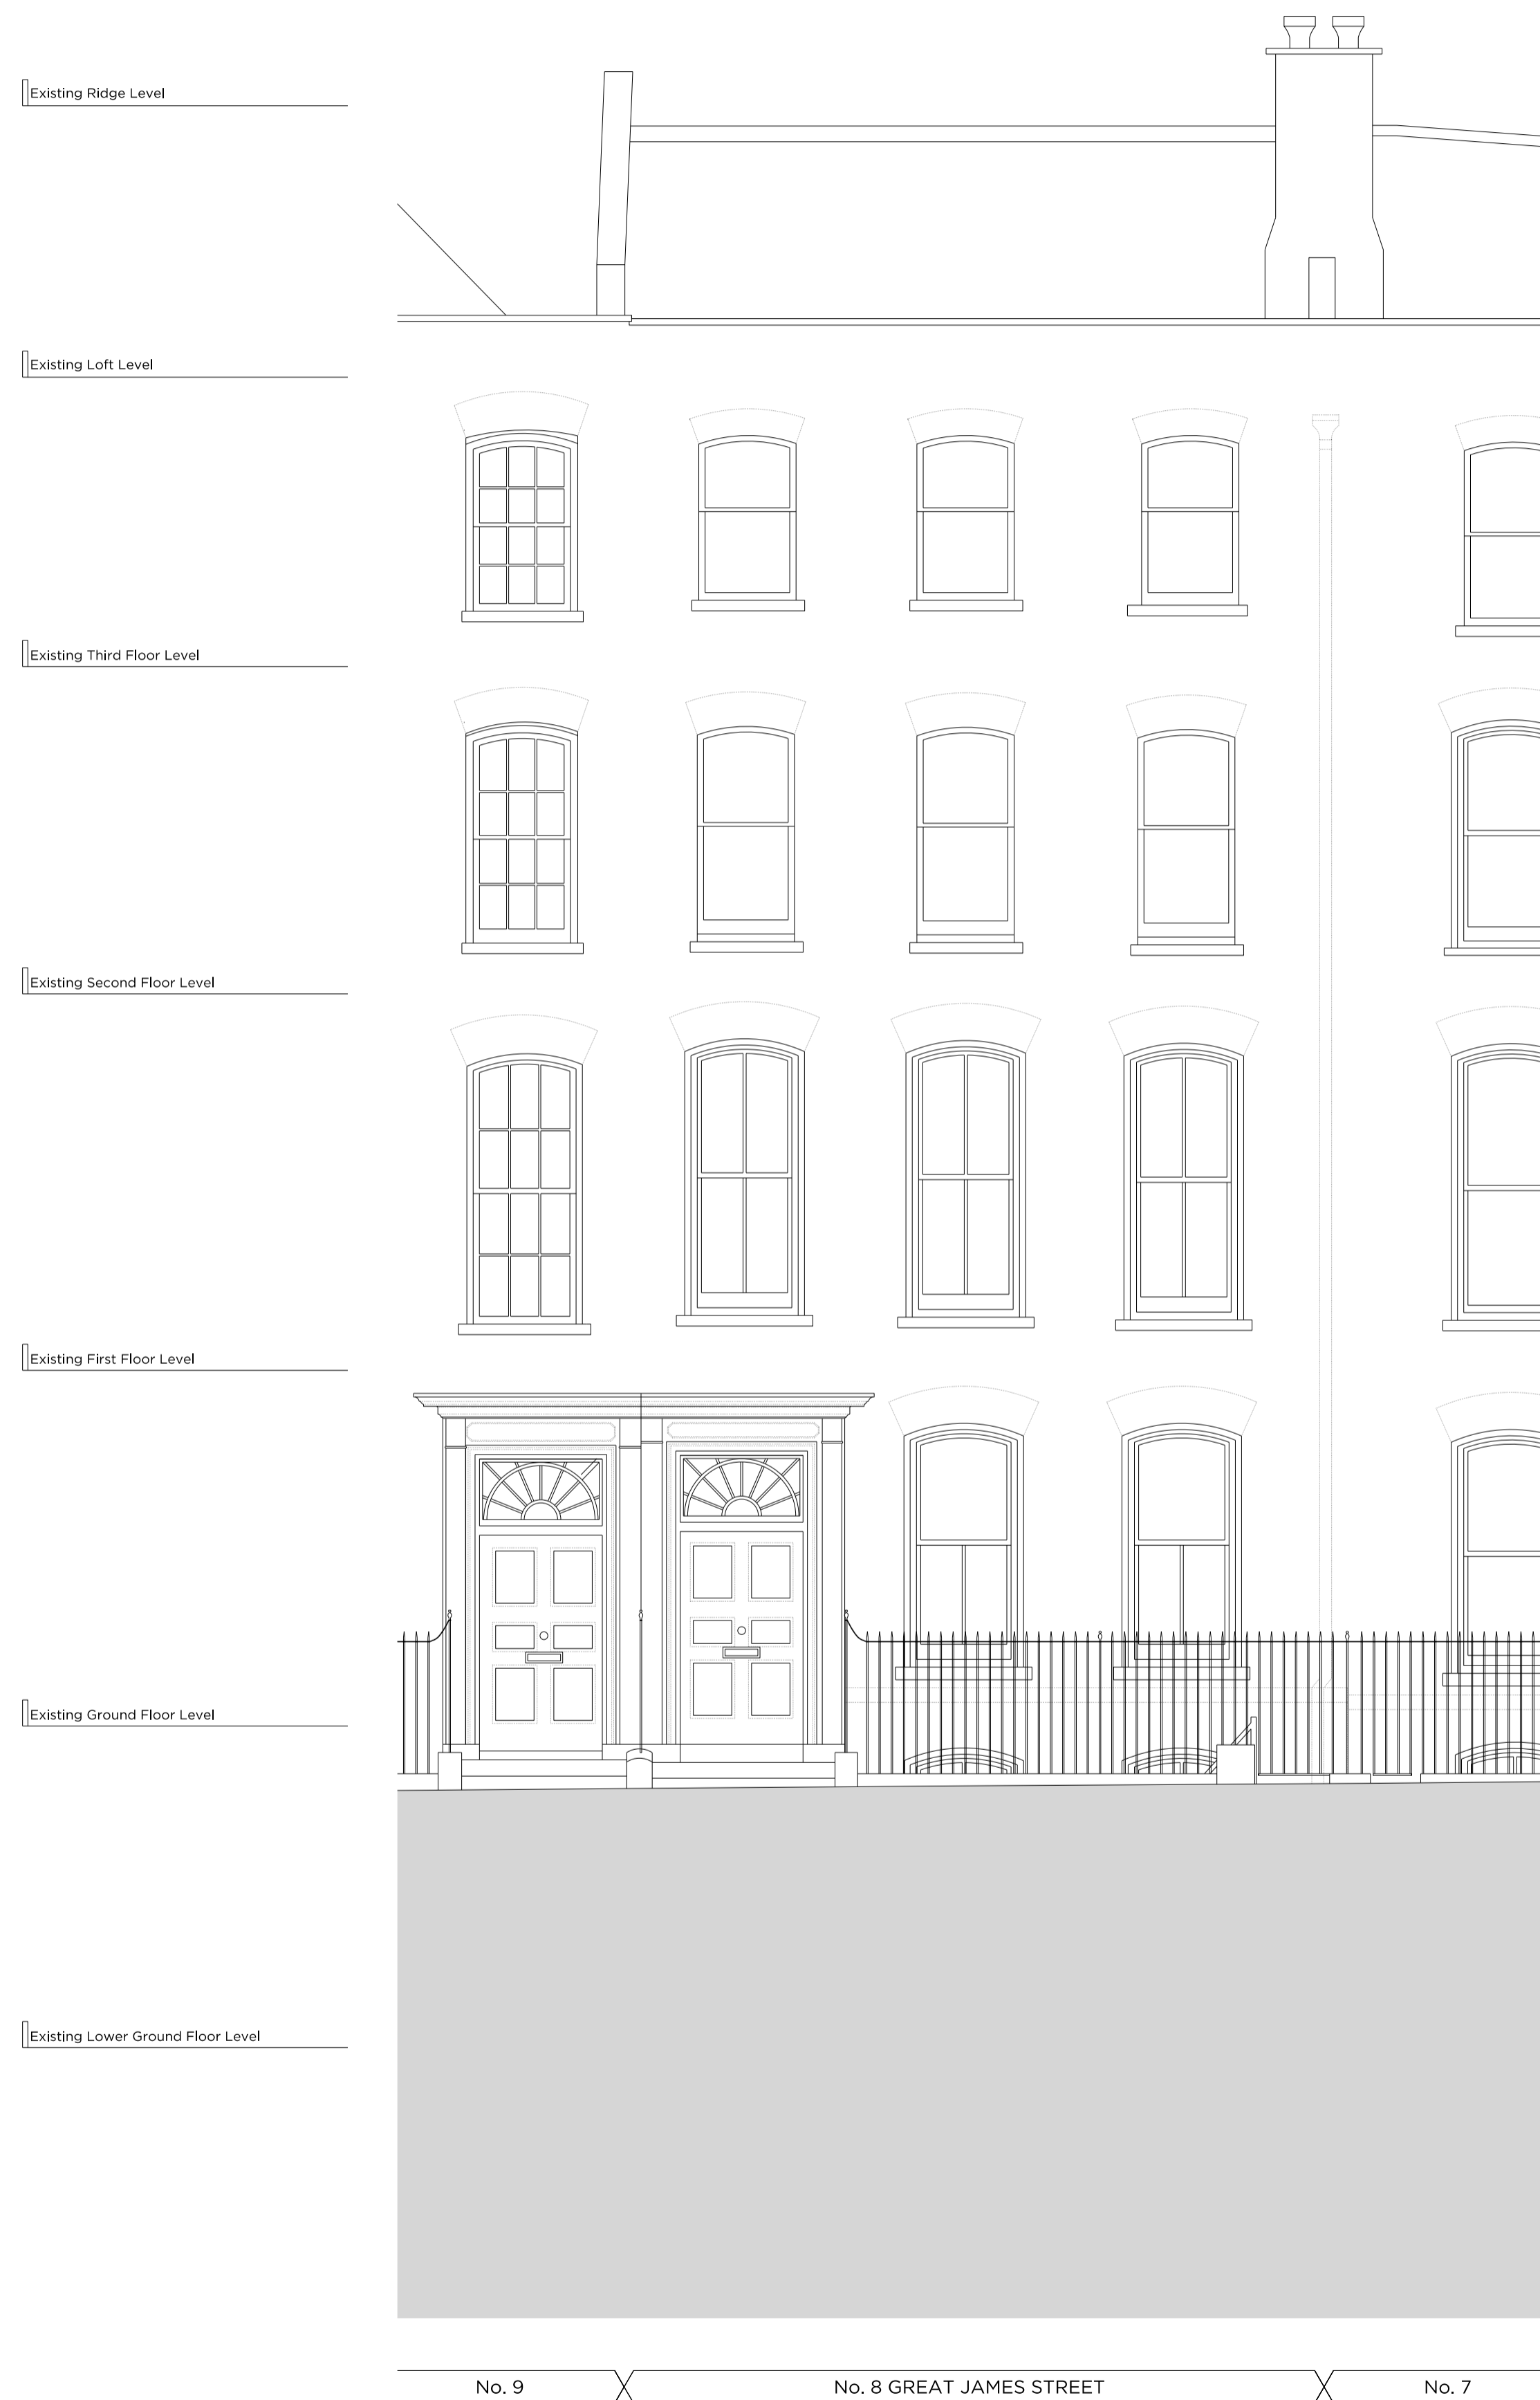 Existing Ridge Level
Existing Loft Level
Existing Third Floor Level
Existing Second Floor Level
Existing First Floor Level
Existing Ground Floor Level
Existing Lower Ground Floor Level
No. 9
No. 8 GREAT JAMES STREET
No. 7